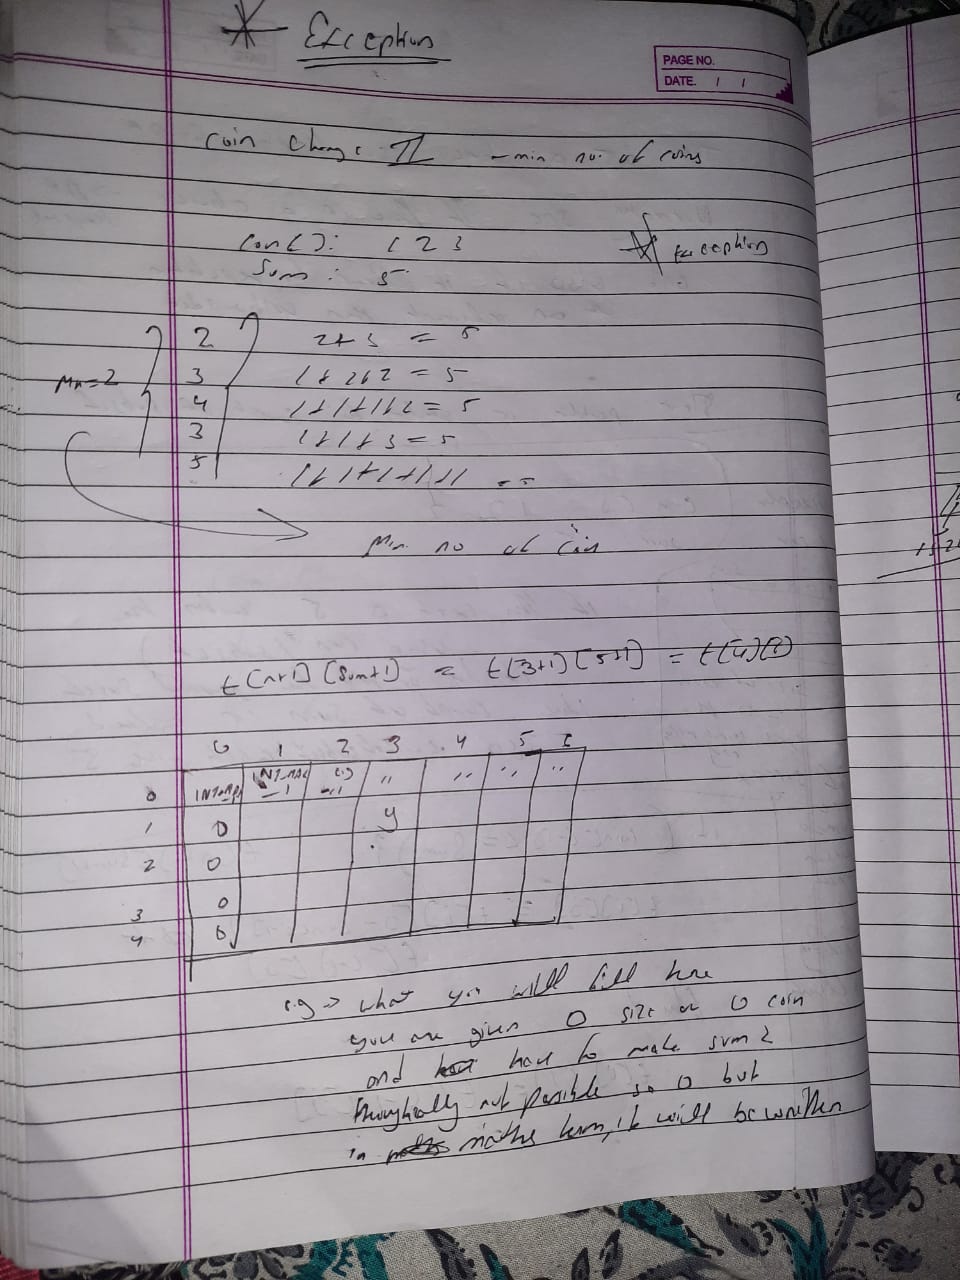 * Exception
PAGE NO.
DATE. / /
coin change II - min no. of coins
coin[]: 1 2 3
* Exception
Sum : 5
2 2+3 = 5
Min=2 3 1+2+2 = 5
4 1+1+1+2 = 5
3 1+1+3 = 5
5 1+1+1+1+1 = 5
Min no of coin
t[n+1][sum+1] = t[3+1][5+1] = t[4][6]
0 1 2 3 4 5 6
0 INT_MAX-1 e.g
1 0
2 0
3 0
4 0
e.g → what you will fill here
you are given 0 size or 0 coin
and have to make sum 2
not possible so 0 but
in maths term, it will be written